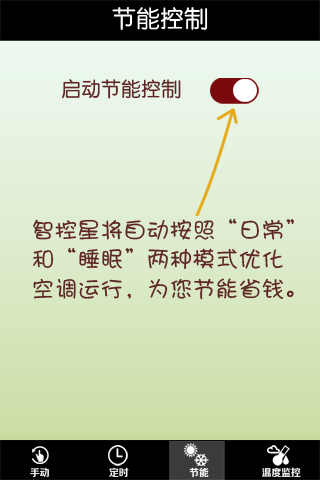 节能控制
启动节能控制
智控星将自动按照“日常”
和“睡眠”两种模式优化
空调运行，为您节能省钱。
手动 定时 节能 温度监控